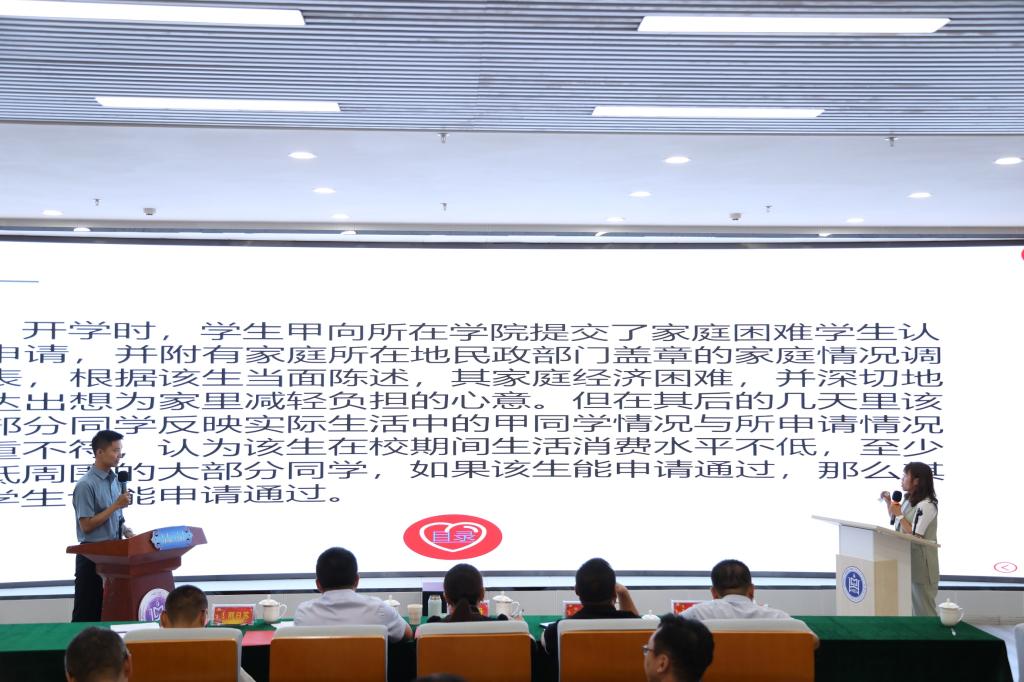 开学时，学生甲向所在学院提交了家庭困难学生认
申请，并附有家庭所在地民政部门盖章的家庭情况调
表，根据该生当面陈述，其家庭经济困难，并深切地
达出想为家里减轻负担的心意。但在其后的几天里该
部分同学反映实际生活中的甲同学情况与所申请情况
重不符，认为该生在校期间生活消费水平不低，至少
低周围的大部分同学，如果该生能申请通过，那么其
学生 能申请通过。
目录